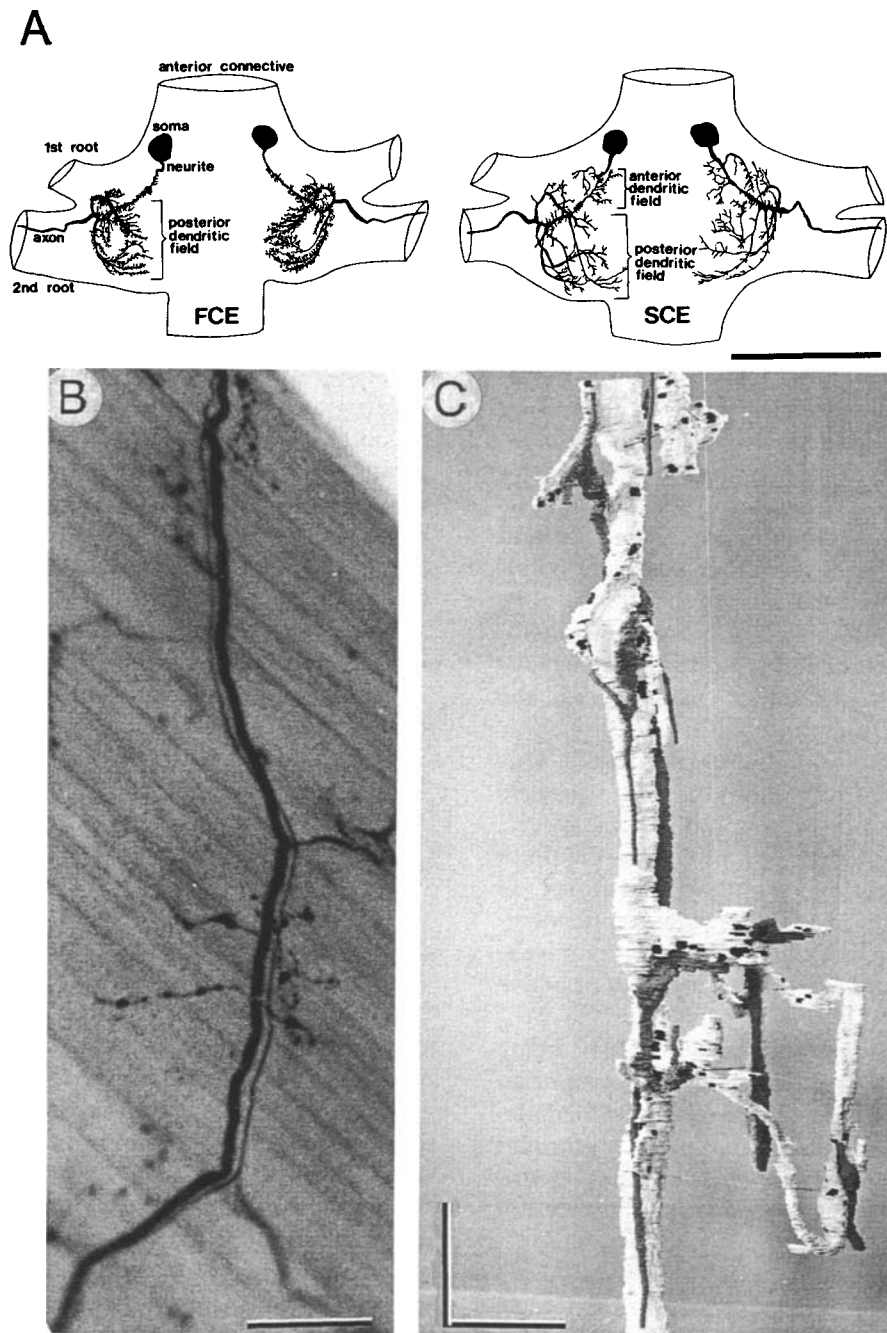 A
anterior connective
soma
1st root
neurite
axon
posterior
dendritic
field
2nd root
FCE
anterior
dendritic
field
posterior
dendritic
field
SCE
B
C